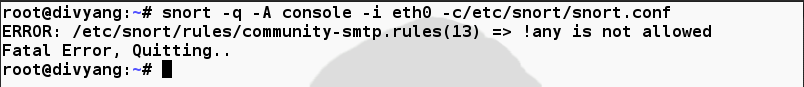 root@divyang:~# snort -q -A console -i eth0 -c/etc/snort/snort.conf
ERROR: /etc/snort/rules/community-smtp.rules(13) => !any is not allowed
Fatal Error, Quitting..
root@divyang:~#